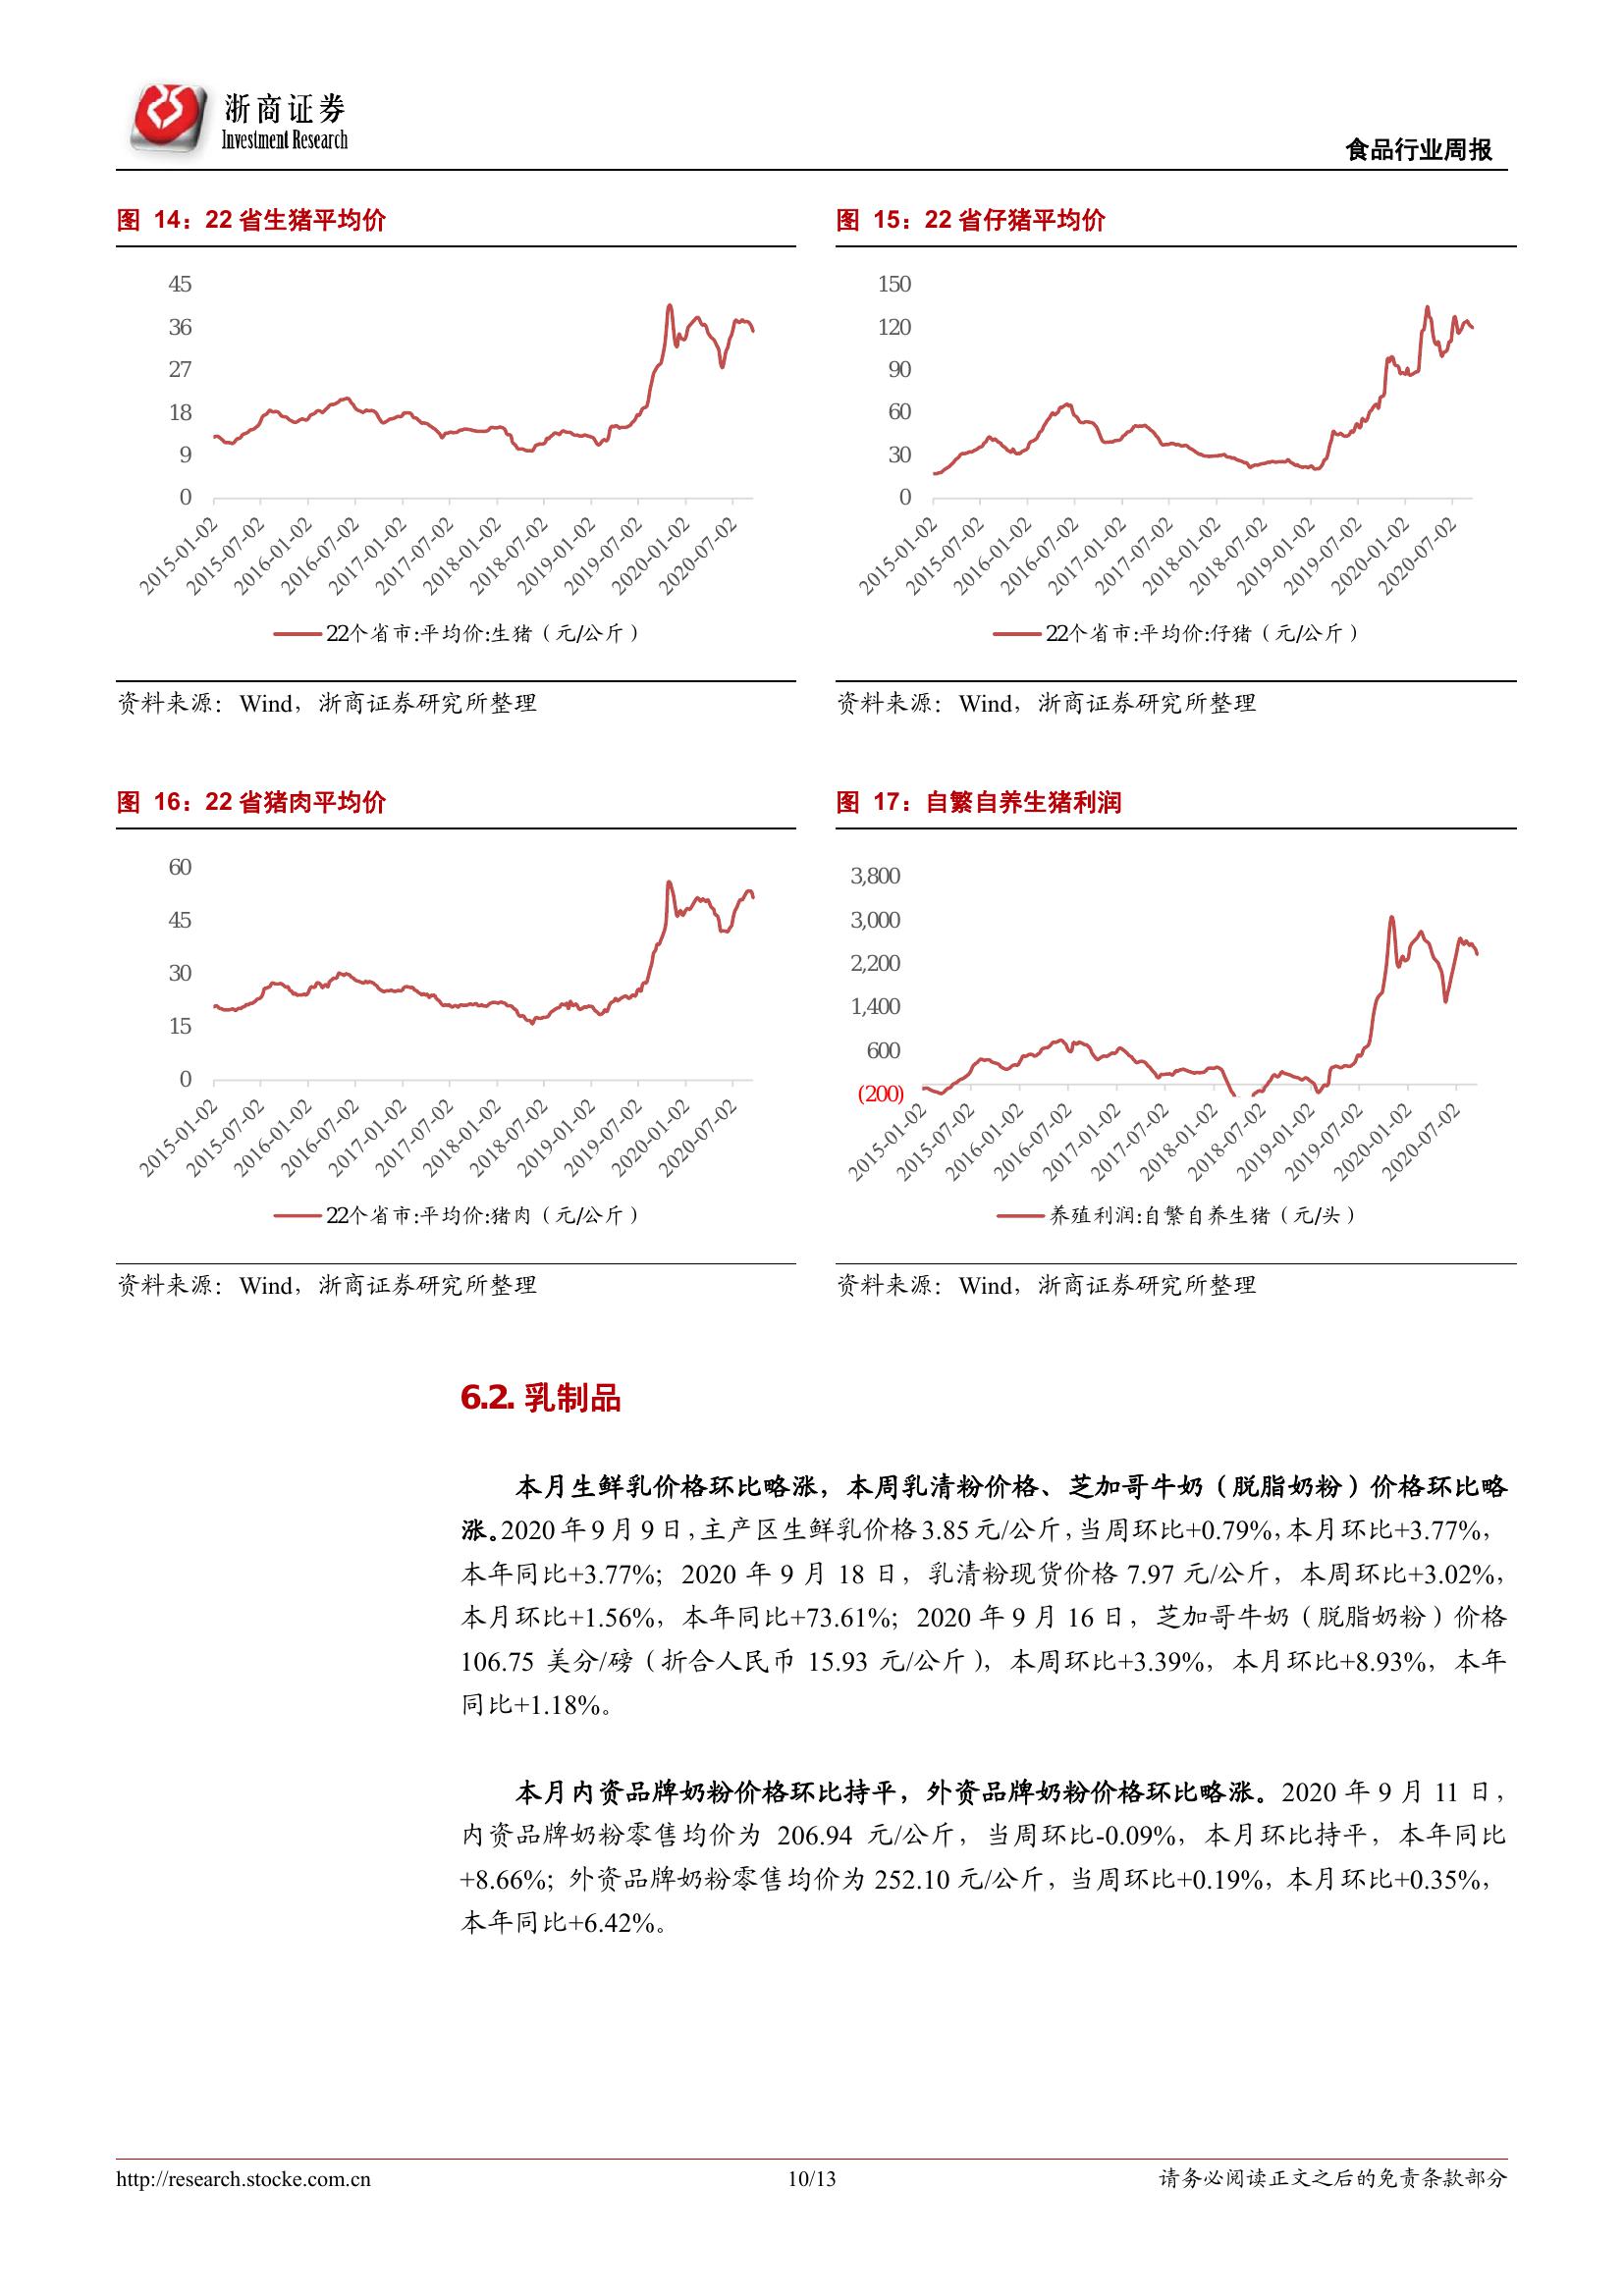 浙商证券
Investment Research
食品行业周报
图 14：22 省生猪平均价
45
36
27
18
9
0
2015-01-02
2015-07-02
2016-01-02
2016-07-02
2017-01-02
2017-07-02
2018-01-02
2018-07-02
2019-01-02
2019-07-02
2020-01-02
2020-07-02
22个省市:平均价:生猪（元/公斤）
资料来源：Wind，浙商证券研究所整理
图 15：22 省仔猪平均价
150
120
90
60
30
0
2015-01-02
2015-07-02
2016-01-02
2016-07-02
2017-01-02
2017-07-02
2018-01-02
2018-07-02
2019-01-02
2019-07-02
2020-01-02
2020-07-02
22个省市:平均价:仔猪（元/公斤）
资料来源：Wind，浙商证券研究所整理
图 16：22 省猪肉平均价
60
45
30
15
0
2015-01-02
2015-07-02
2016-01-02
2016-07-02
2017-01-02
2017-07-02
2018-01-02
2018-07-02
2019-01-02
2019-07-02
2020-01-02
2020-07-02
22个省市:平均价:猪肉（元/公斤）
资料来源：Wind，浙商证券研究所整理
图 17：自繁自养生猪利润
3,800
3,000
2,200
1,400
600
(200)
2015-01-02
2015-07-02
2016-01-02
2016-07-02
2017-01-02
2017-07-02
2018-01-02
2018-07-02
2019-01-02
2019-07-02
2020-01-02
2020-07-02
养殖利润:自繁自养生猪（元/头）
资料来源：Wind，浙商证券研究所整理
6.2. 乳制品
本月生鲜乳价格环比略涨，本周乳清粉价格、芝加哥牛奶（脱脂奶粉）价格环比略
涨。2020 年 9 月 9 日，主产区生鲜乳价格 3.85 元/公斤，当周环比+0.79%，本月环比+3.77%，
本年同比+3.77%；2020 年 9 月 18 日，乳清粉现货价格 7.97 元/公斤，本周环比+3.02%，
本月环比+1.56%，本年同比+73.61%；2020 年 9 月 16 日，芝加哥牛奶（脱脂奶粉）价格
106.75 美分/磅（折合人民币 15.93 元/公斤），本周环比+3.39%，本月环比+8.93%，本年
同比+1.18%。
本月内资品牌奶粉价格环比持平，外资品牌奶粉价格环比略涨。2020 年 9 月 11 日，
内资品牌奶粉零售均价为 206.94 元/公斤，当周环比-0.09%，本月环比持平，本年同比
+8.66%；外资品牌奶粉零售均价为 252.10 元/公斤，当周环比+0.19%，本月环比+0.35%，
本年同比+6.42%。
http://research.stocke.com.cn
10/13
请务必阅读正文之后的免责条款部分